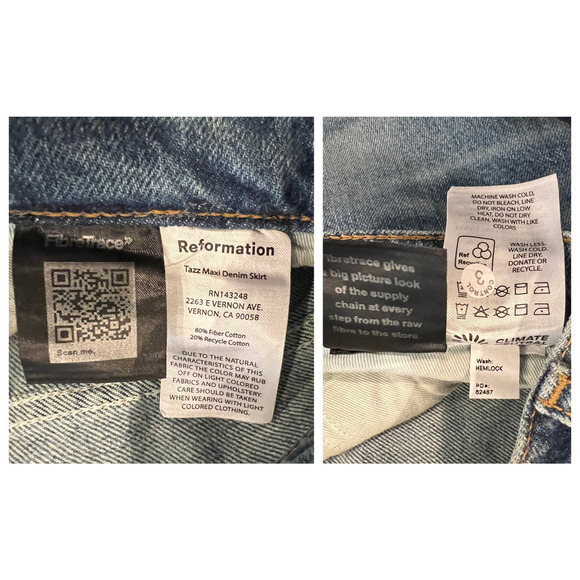 FibreTrace
Scan me.
Reformation
Tazz Maxi Denim Skirt
RN143248
2263 E VERNON AVE.
VERNON, CA 90058
80% Fiber Cotton
20% Recycle Cotton
DUE TO THE NATURAL
CHARACTERISTICS OF THIS
FABRIC THE COLOR MAY RUB
OFF ON LIGHT COLORED
FABRICS AND UPHOLSTERY.
CARE SHOULD BE TAKEN
WHEN WEARING WITH LIGHT
COLORED CLOTHING.
Fibretrace gives
a big picture look
of the supply
chain at every
step from the raw
fibre to the store
MACHINE WASH COLD,
DO NOT BLEACH, LINE
DRY, IRON ON LOW
HEAT, DO NOT DRY
CLEAN, WASH WITH LIKE
COLORS
Ref
WASH LESS.
WASH COLD.
LINE DRY.
DONATE OR
RECYCLE.
CONTROL
3
CLIMATE
Wash:
HEMLOCK
PO#:
52487